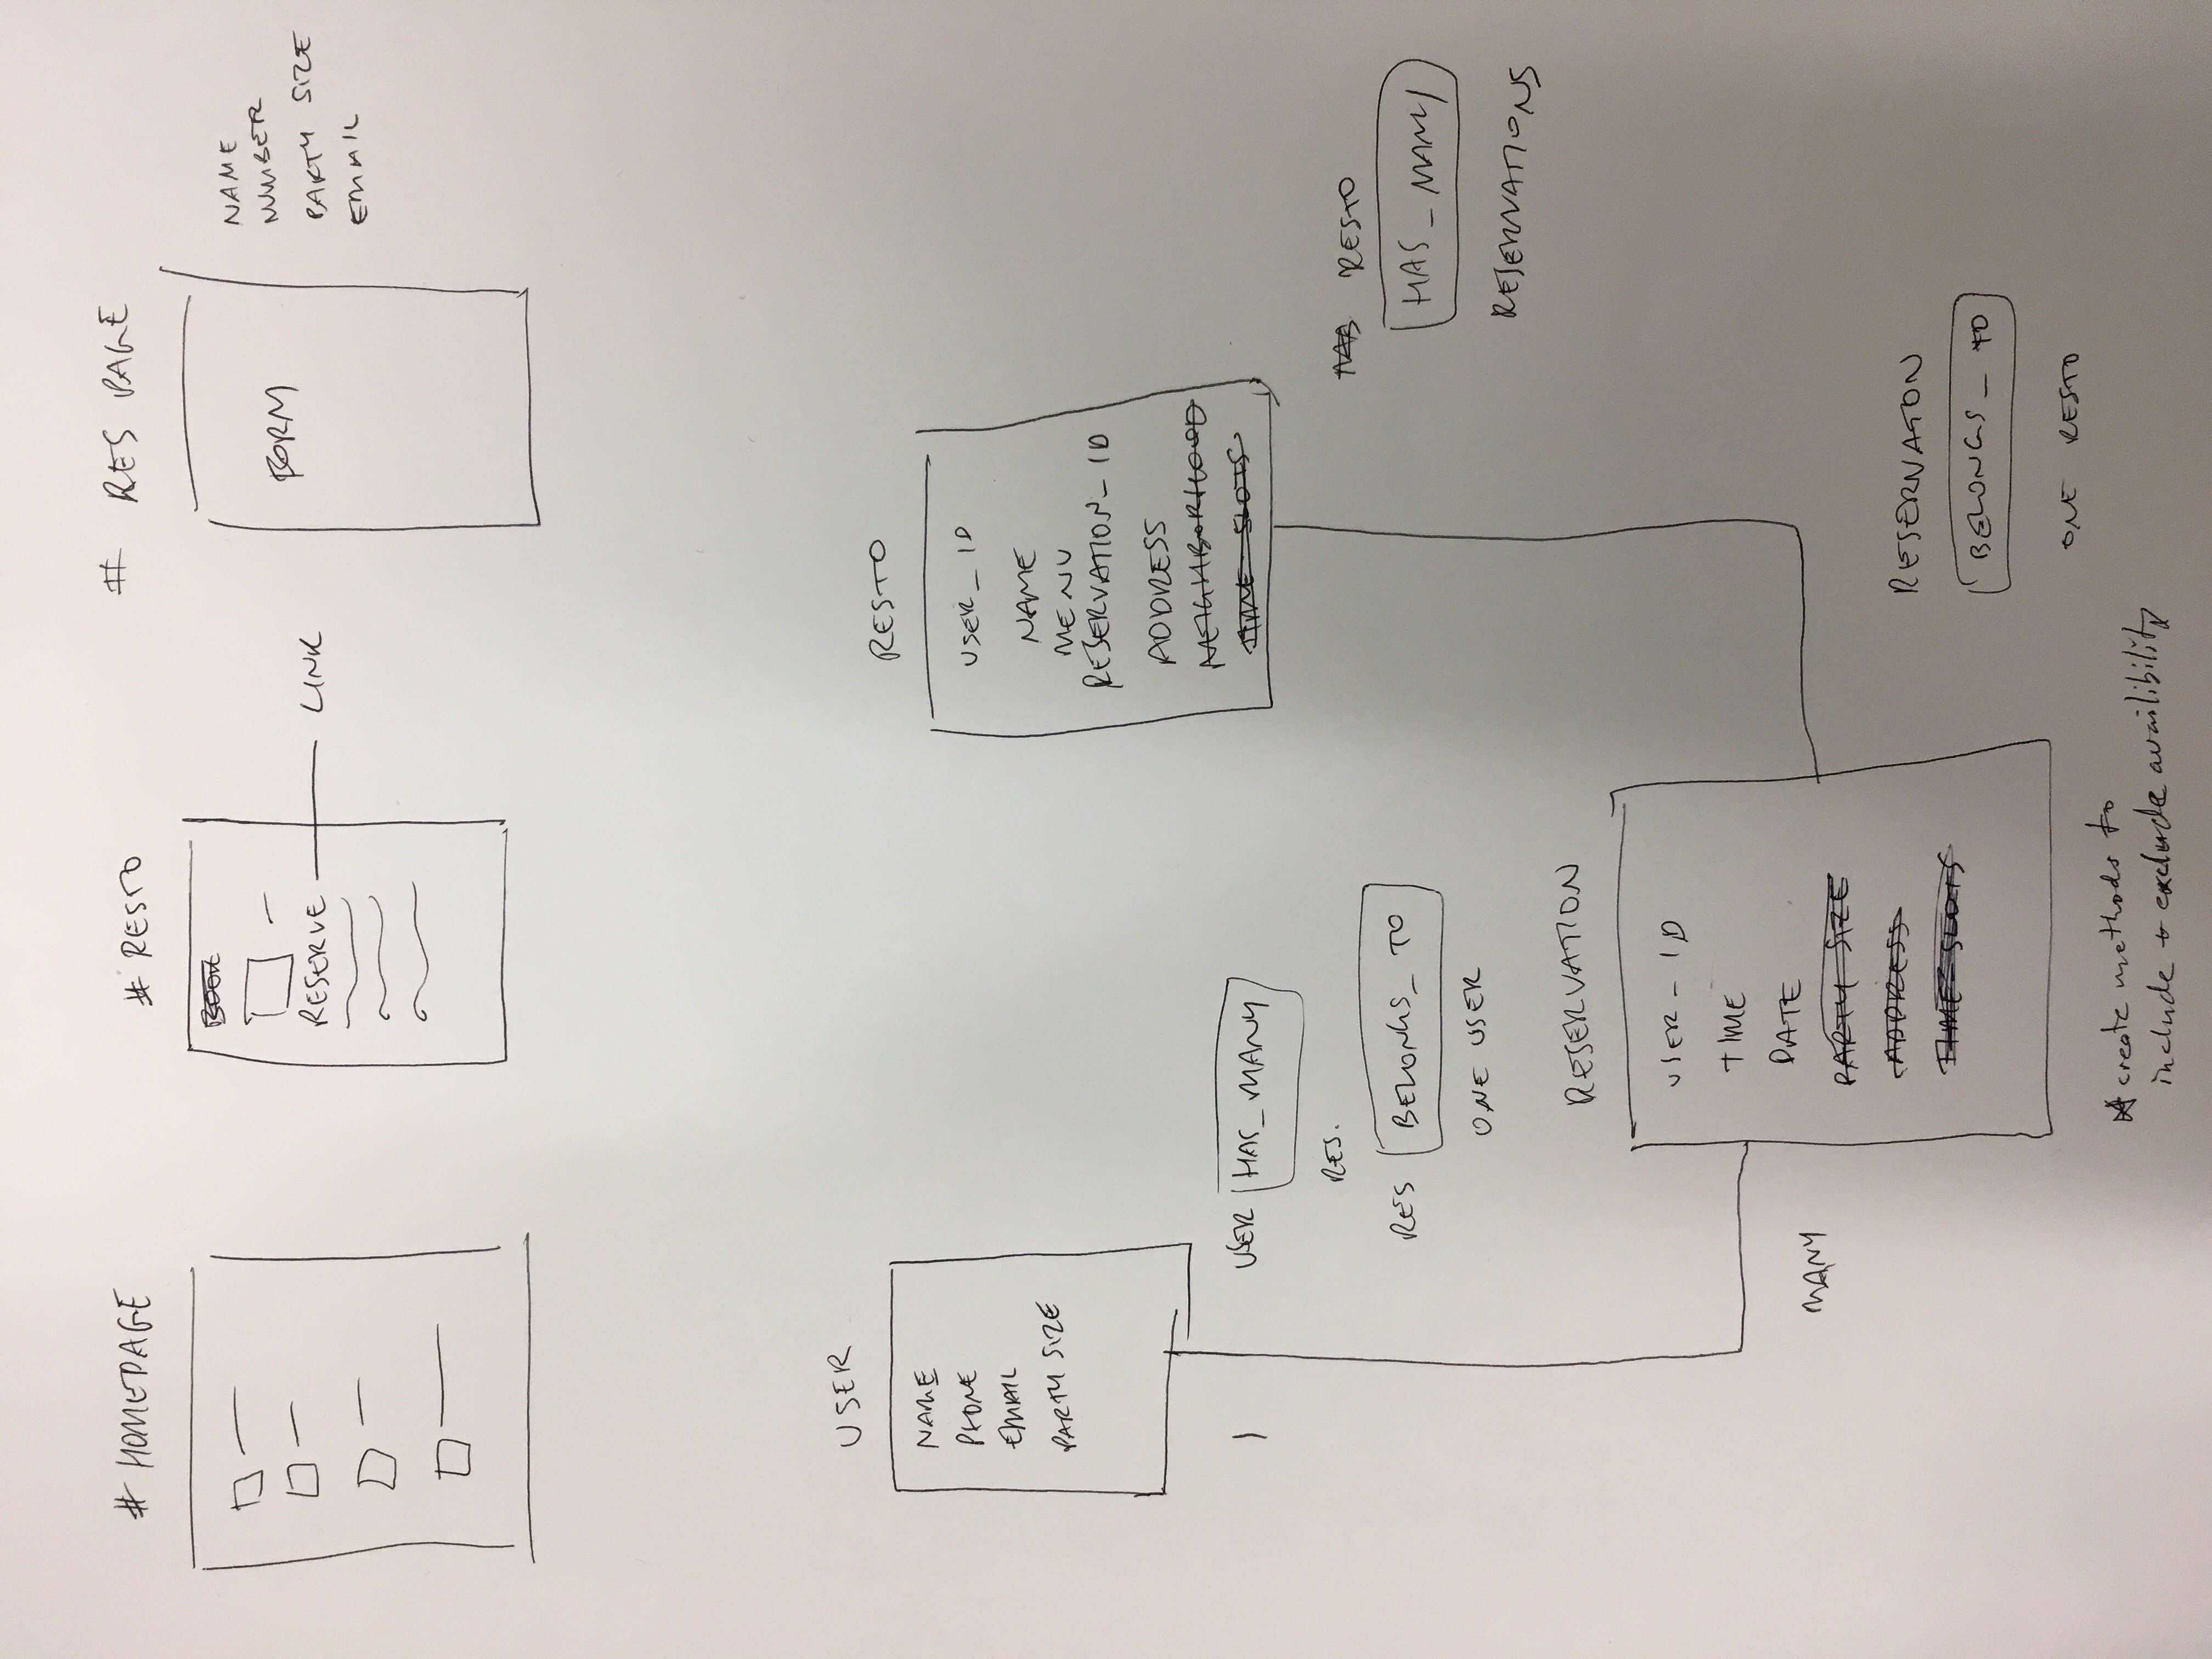 # HOMEPAGE
# RESTO
# RES PAGE
BOOK
RESERVE
LINK
FORM
NAME
NUMBER
PARTY SIZE
EMAIL
USER
NAME
PHONE
EMAIL
PARTY SIZE
RESTO
USER_ID
NAME
MENU
RESERVATION_ID
ADDRESS
NEIGHBORHOOD
TIME SLOTS
1
USER HAS_MANY
RES.
RES BELONGS_TO
ONE USER
RESTO
HAS_MANY
RESERVATIONS
RESERVATION
USER_ID
TIME
DATE
PARTY SIZE
ADDRESS
TIME SLOTS
MANY
RESERVATON
BELONGS_TO
ONE RESTO
* create methods to
include + exclude availibility